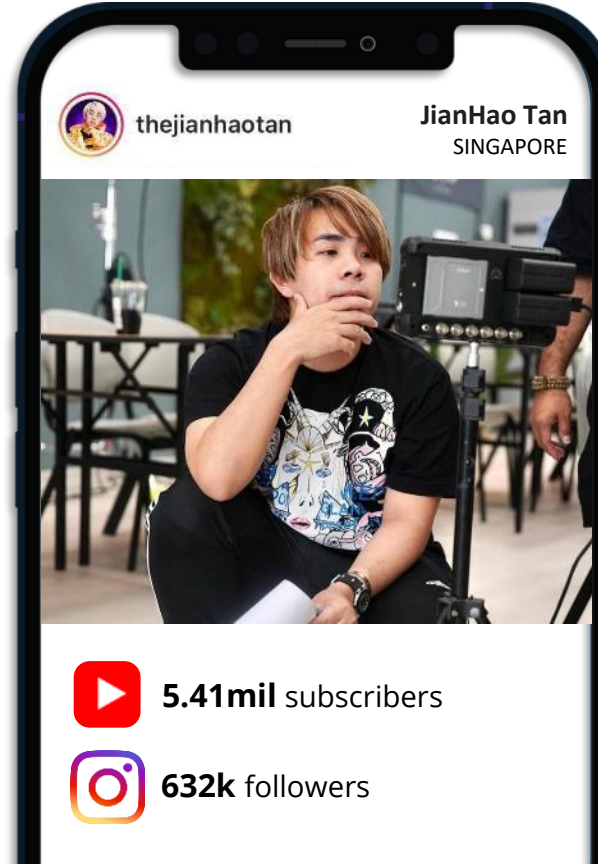 thejianhaotan
JianHao Tan
SINGAPORE
5.41mil subscribers
632k followers